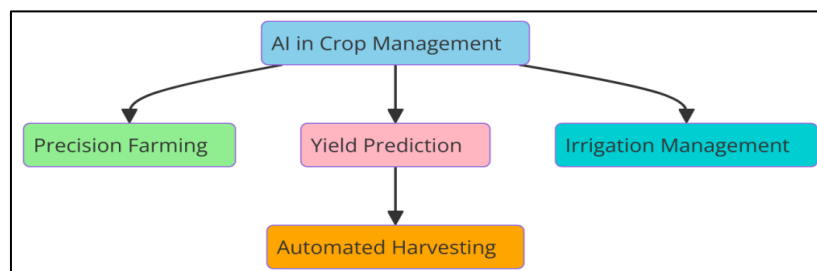 AI in Crop Management
Precision Farming
Yield Prediction
Irrigation Management
Automated Harvesting